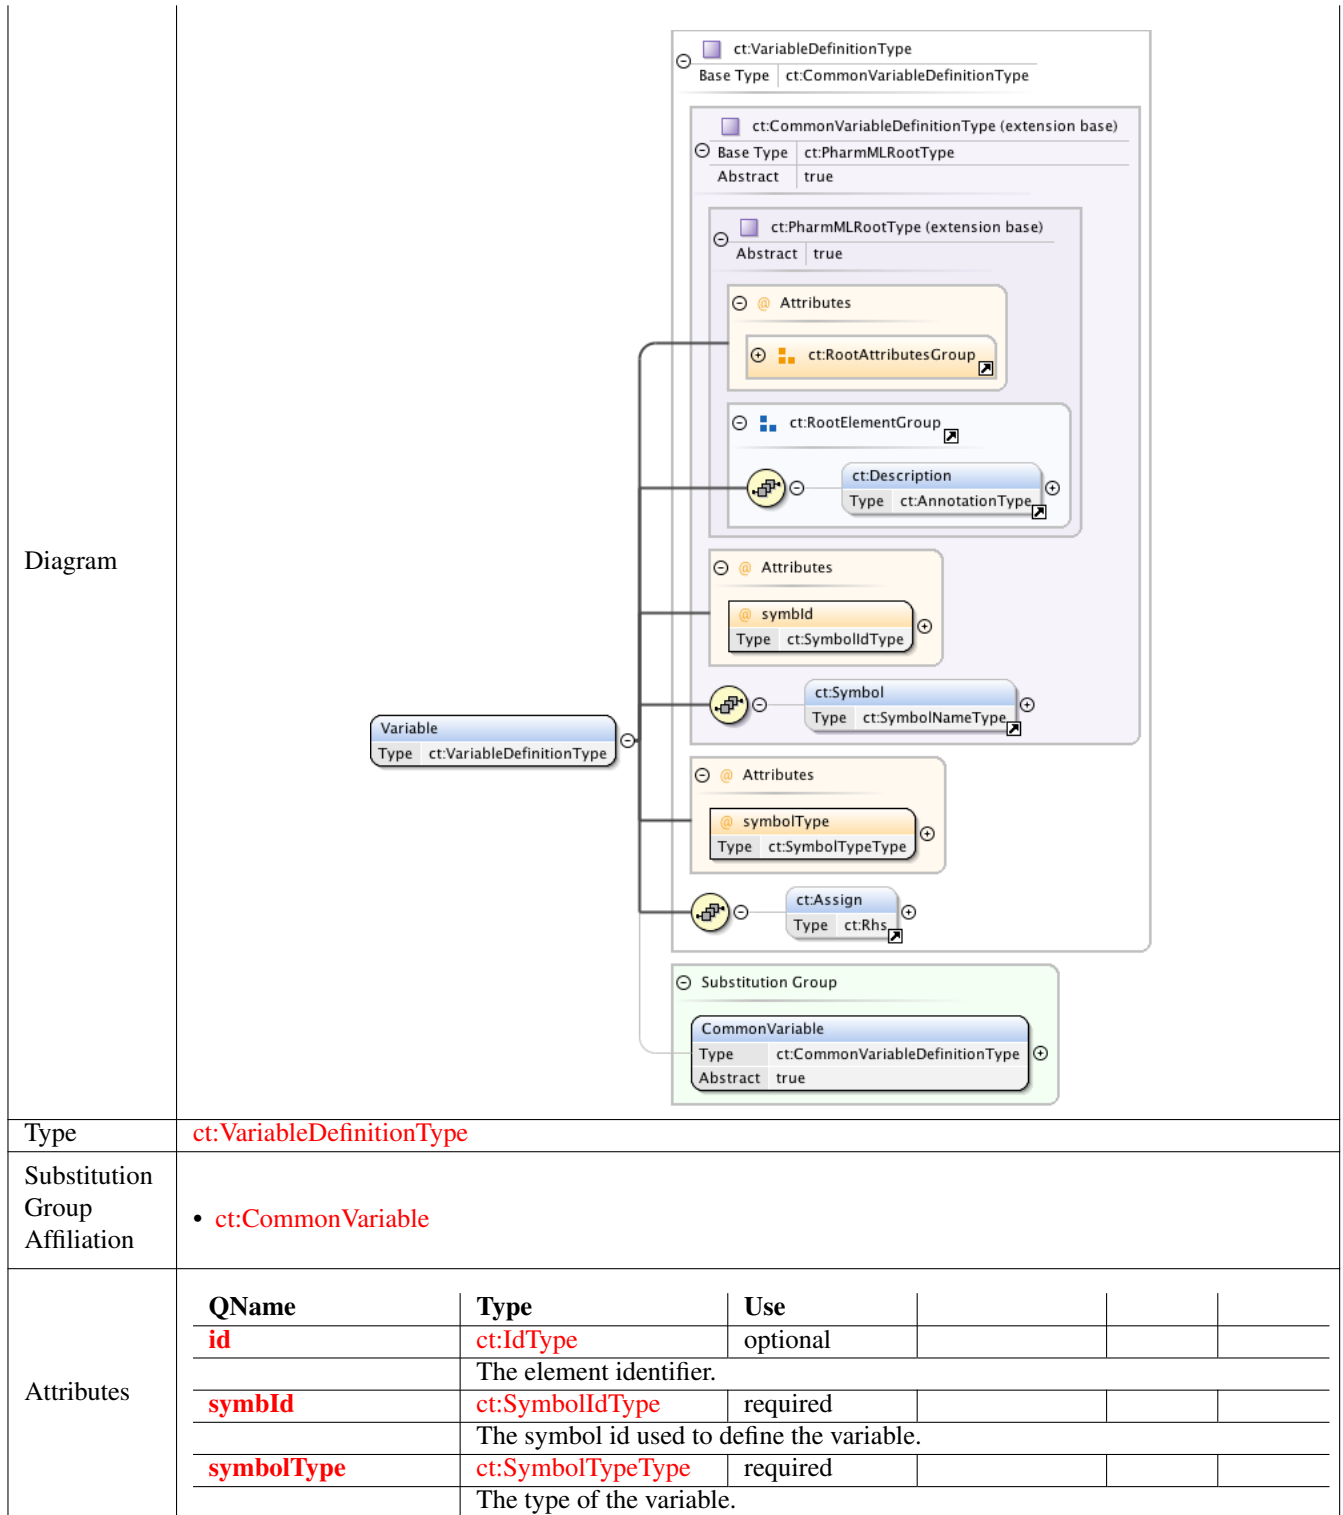 ct:VariableDefinitionType
Base Type ct:CommonVariableDefinitionType
ct:CommonVariableDefinitionType (extension base)
Base Type ct:PharmMLRootType
Abstract true
ct:PharmMLRootType (extension base)
Abstract true
@ Attributes
ct:RootAttributesGroup
ct:RootElementGroup
ct:Description
Type ct:AnnotationType
Diagram
@ Attributes
@ symbId
Type ct:SymbolIdType
ct:Symbol
Type ct:SymbolNameType
Variable
Type ct:VariableDefinitionType
@ Attributes
@ symbolType
Type ct:SymbolTypeType
ct:Assign
Type ct:Rhs
Substitution Group
CommonVariable
Type ct:CommonVariableDefinitionType
Abstract true
Type ct:VariableDefinitionType
Substitution
Group
Affiliation
• ct:CommonVariable
Attributes
QName Type Use
id ct:IdType optional
The element identifier.
symbId ct:SymbolIdType required
The symbol id used to define the variable.
symbolType ct:SymbolTypeType required
The type of the variable.